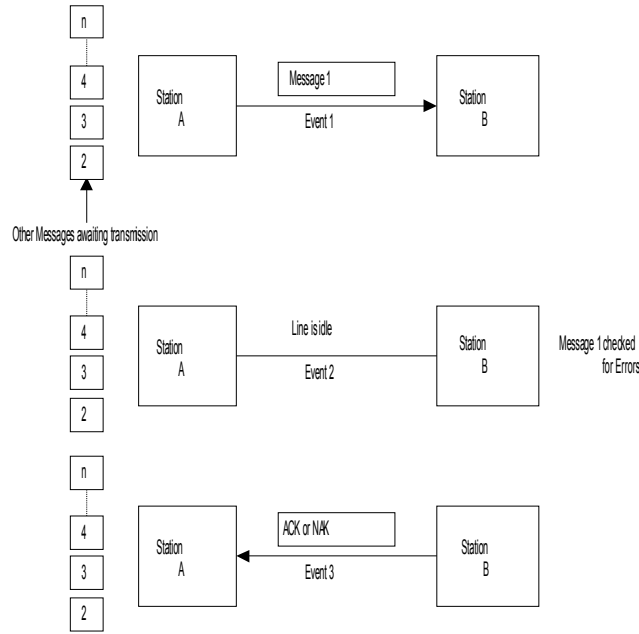 n
4
3
2
Station
A
Message 1
Event 1
Station
B
Other Messages awaiting transmission
n
4
3
2
Station
A
Line is idle
Event 2
Station
B
Message 1 checked
for Errors
n
4
3
2
Station
A
ACK or NAK
Event 3
Station
B